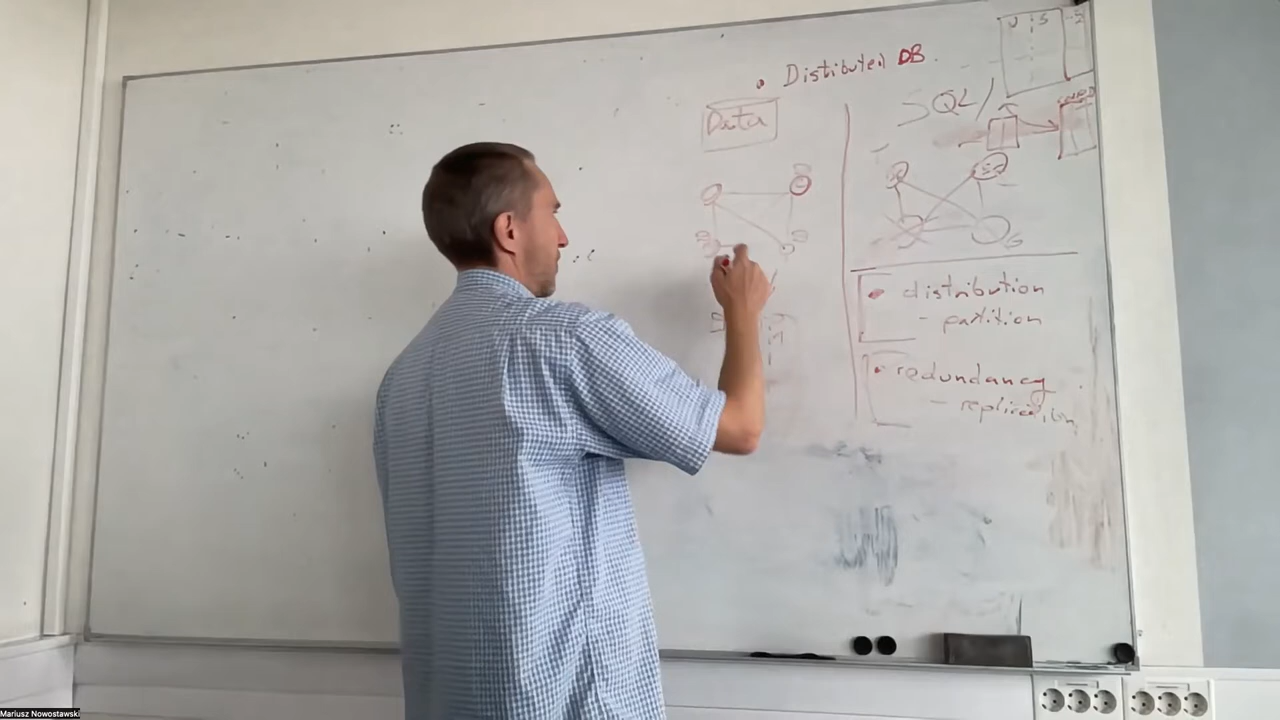 Distributed DB
Data
SQL/
distribution
- partition
redundancy
- replication
Mariusz Nowostawski